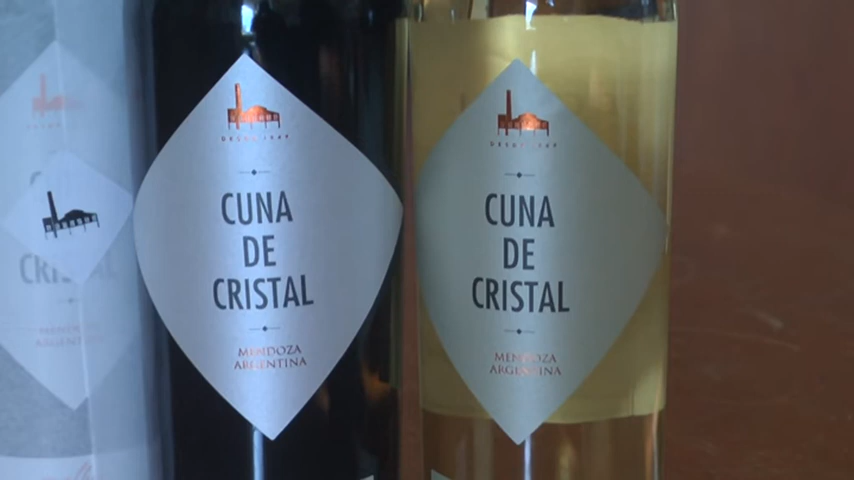 CUNA
DE
CRISTAL
MENDOZA
ARGENTINA
CUNA
DE
CRISTAL
MENDOZA
ARGENTINA